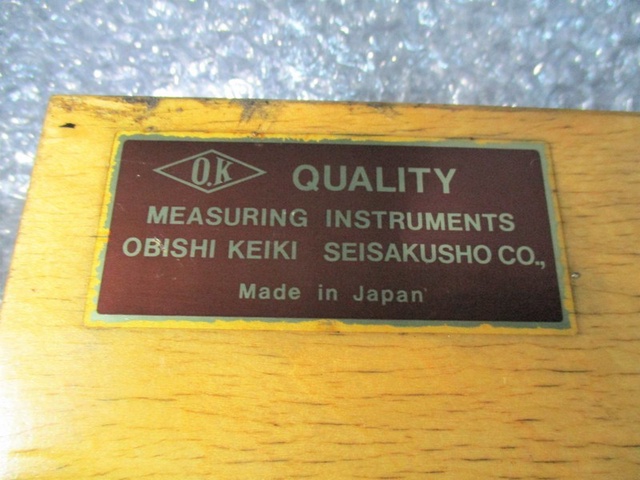 O.K QUALITY
MEASURING INSTRUMENTS
OBISHI KEIKI SEISAKUSHO CO.,
Made in Japan